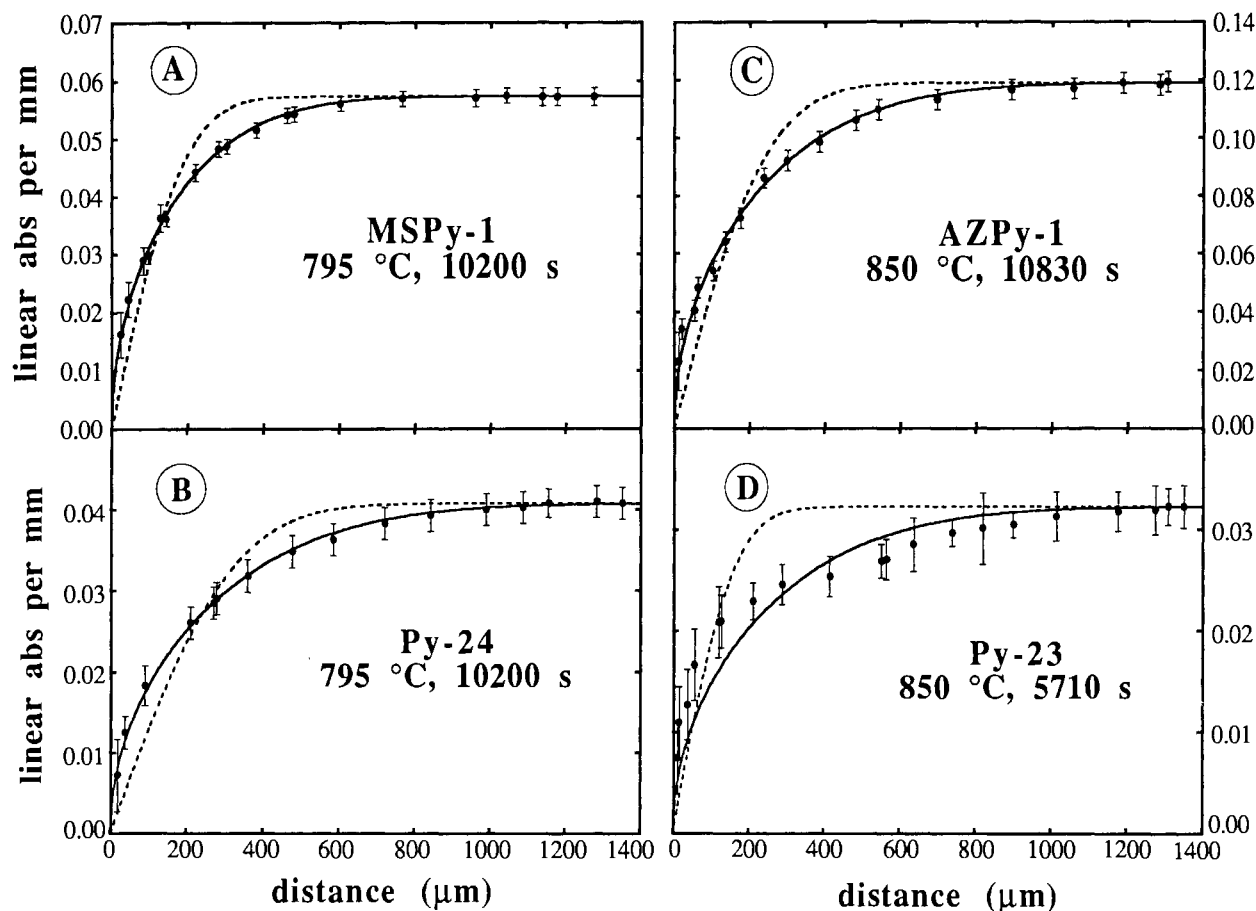 0.07
0.06
0.05
0.04
0.03
0.02
0.01
0.00
linear abs per mm
A
MSPy-1
795 °C, 10200 s
0.14
0.12
0.10
0.08
0.06
0.04
0.02
0.00
C
AZPy-1
850 °C, 10830 s
0.04
0.03
0.02
0.01
0.00
linear abs per mm
B
Py-24
795 °C, 10200 s
0 200 400 600 800 1000 1200 1400
distance (μm)
0.03
0.02
0.01
0.00
D
Py-23
850 °C, 5710 s
0 200 400 600 800 1000 1200 1400
distance (μm)